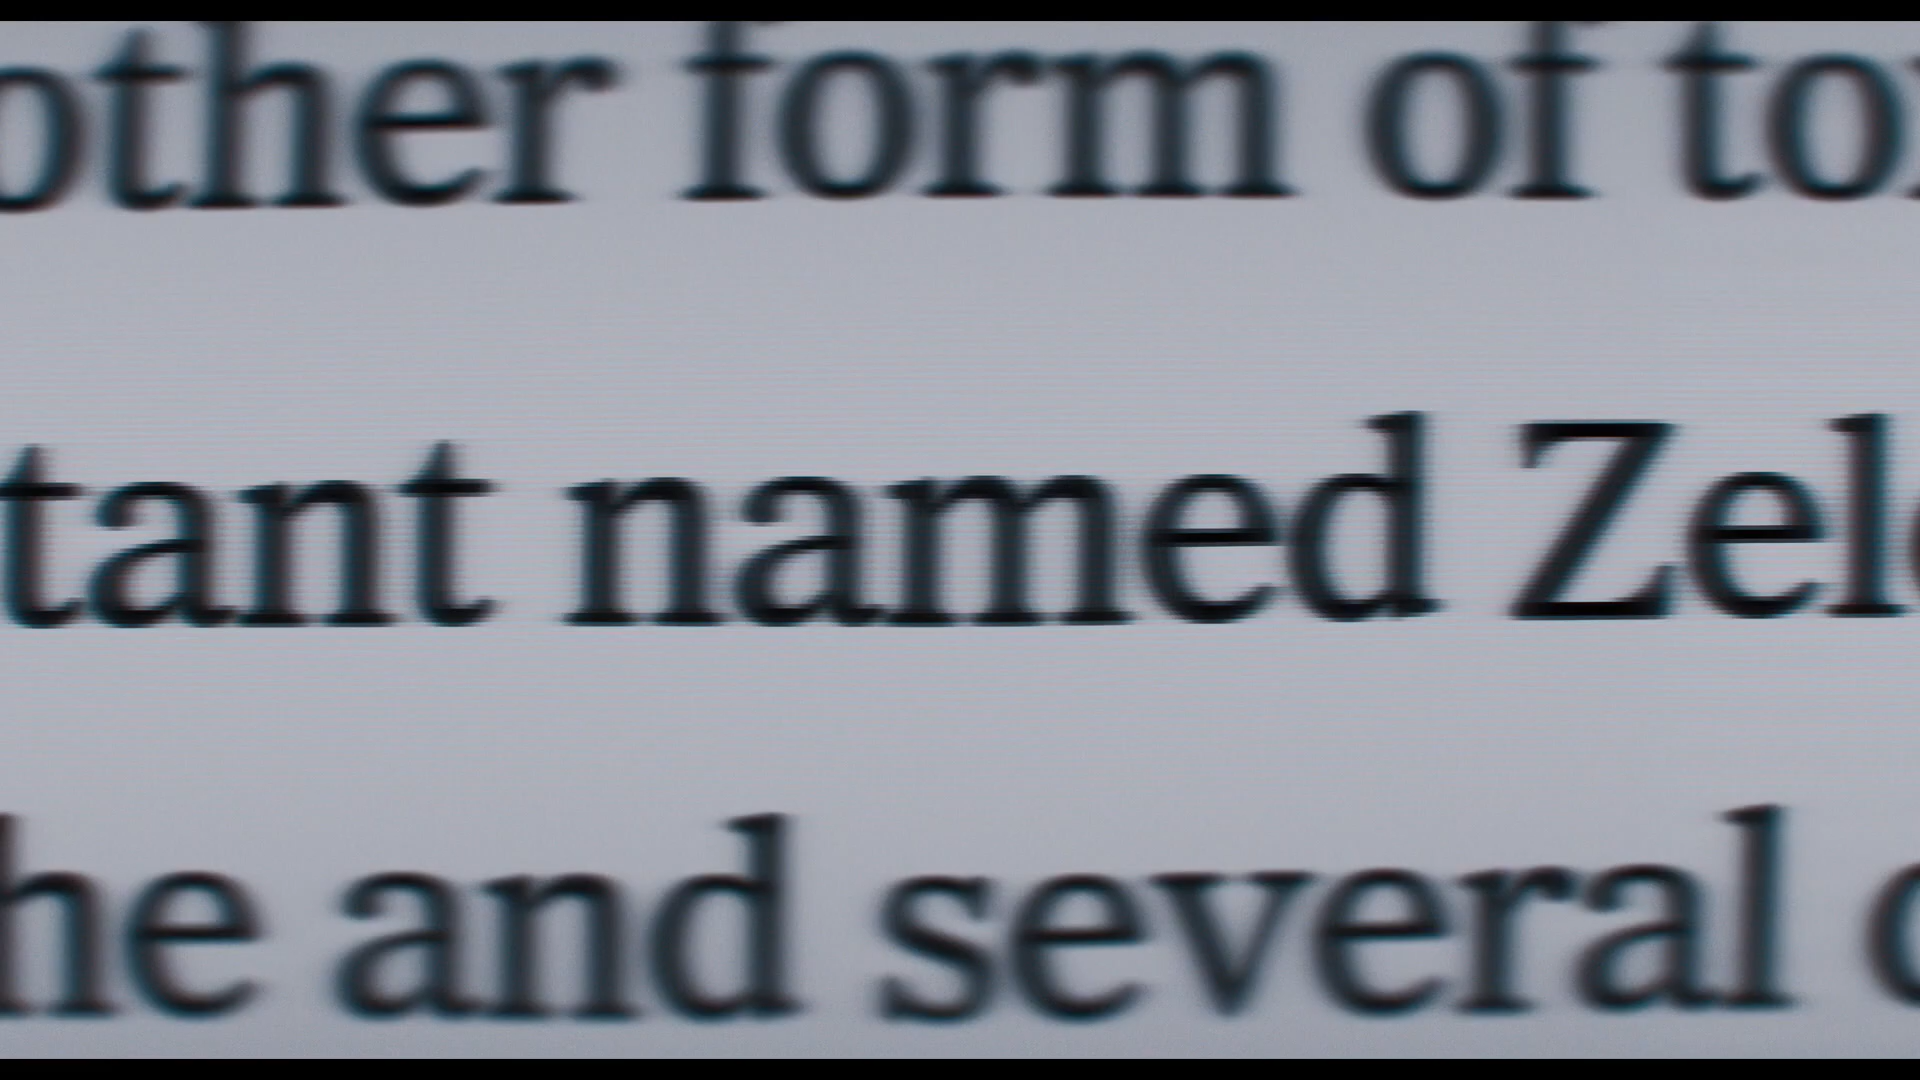 other form of to
tant named Zel
he and several